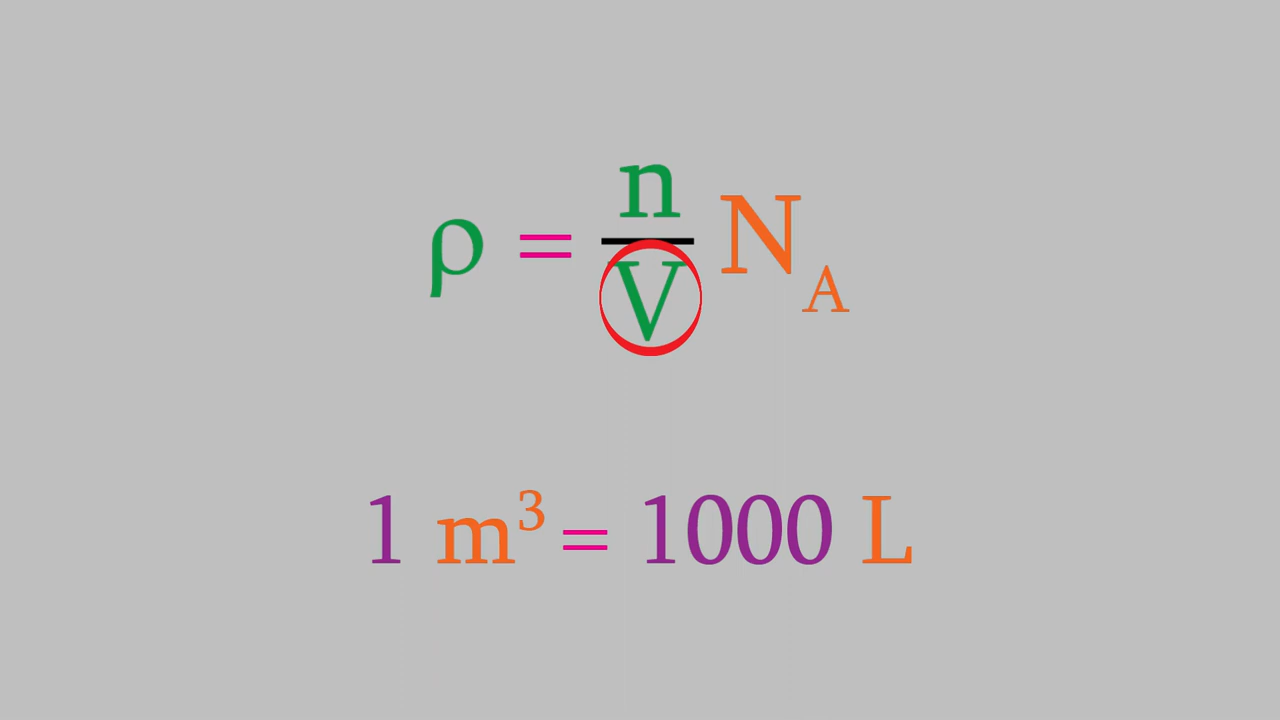 ρ = n/V N_A
1 m³ = 1000 L